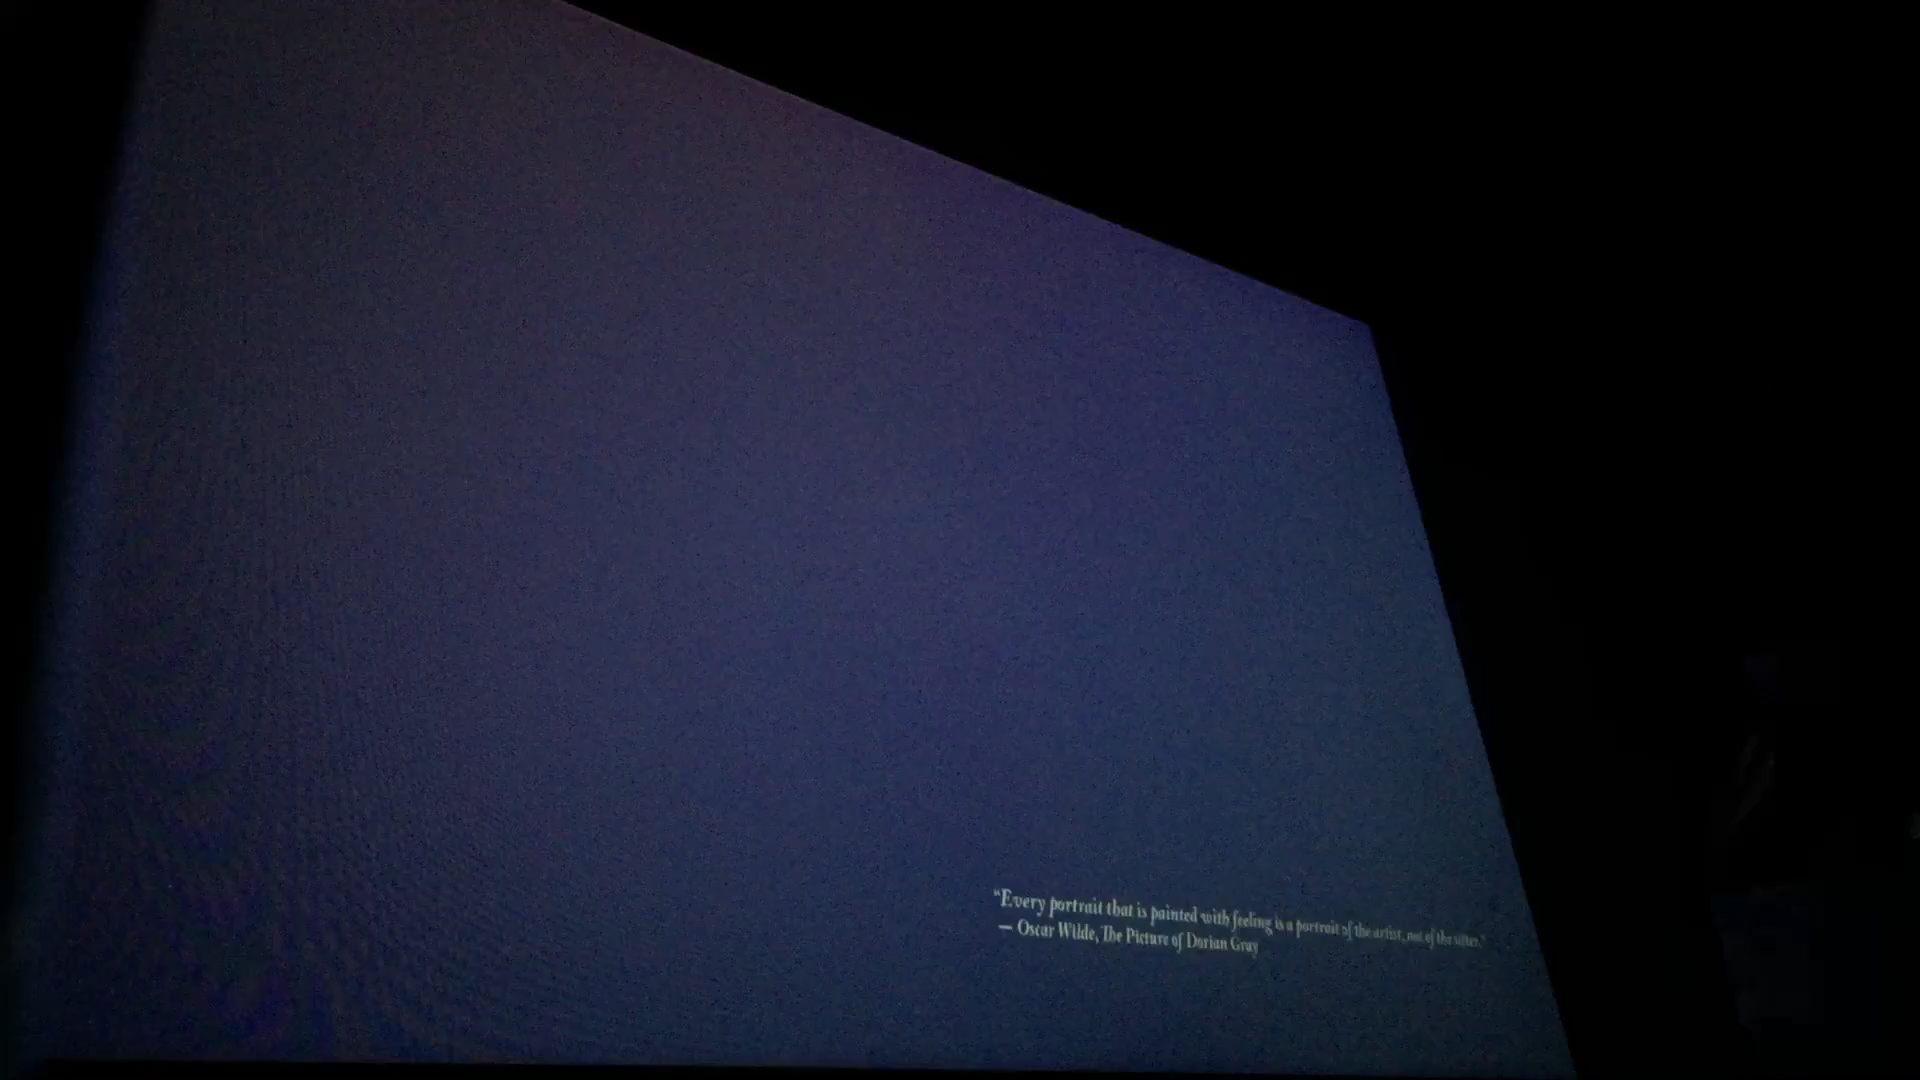 “Every portrait that is painted with feeling is a portrait of the artist, not of the sitter.”
— Oscar Wilde, The Picture of Dorian Gray